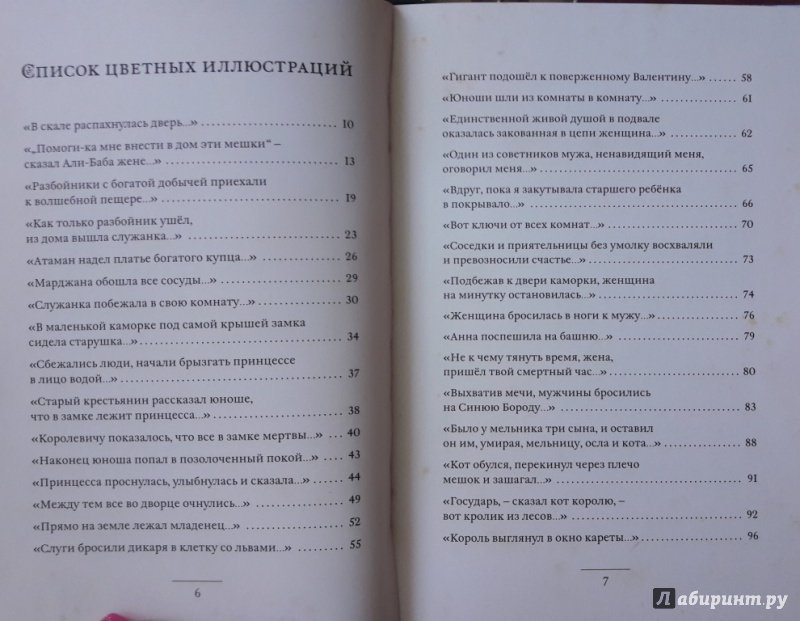 Список цветных иллюстраций
«В скале распахнулась дверь...» 10
«„Помоги-ка мне внести в дом эти мешки“ –
сказал Али-Баба жене...» 13
«Разбойники с богатой добычей приехали
к волшебной пещере...» 19
«Как только разбойник ушёл,
из дома вышла служанка...» 23
«Атаман надел платье богатого купца...» 26
«Марджана обошла все сосуды...» 29
«Служанка побежала в свою комнату...» 30
«В маленькой каморке под самой крышей замка
сидела старушка...» 34
«Сбежались люди, начали брызгать принцессе
в лицо водой...» 37
«Старый крестьянин рассказал юноше,
что в замке лежит принцесса...» 38
«Королевичу показалось, что все в замке мертвы...» 40
«Наконец юноша попал в позолоченный покой...» 43
«Принцесса проснулась, улыбнулась и сказала...» 44
«Между тем все во дворце очнулись...» 49
«Прямо на земле лежал младенец...» 52
«Слуги бросили дикаря в клетку со львами...» 55
6
«Гигант подошёл к поверженному Валентину...» 58
«Юноши шли из комнаты в комнату...» 61
«Единственной живой душой в подвале
оказалась закованная в цепи женщина...» 62
«Один из советников мужа, ненавидящий меня,
оговорил меня...» 65
«Вдруг, пока я закутывала старшего ребёнка
в покрывало...» 66
«Вот ключи от всех комнат...» 70
«Соседки и приятельницы без умолку восхваляли
и превозносили счастье...» 73
«Подбежав к двери каморки, женщина
на минутку остановилась...» 74
«Женщина бросилась в ноги к мужу...» 76
«Анна поспешила на башню...» 79
«Не к чему тянуть время, жена,
пришёл твой смертный час...» 80
«Выхватив мечи, мужчины бросились
на Синюю Бороду...» 83
«Было у мельника три сына, и оставил
он им, умирая, мельницу, осла и кота...» 88
«Кот обулся, перекинул через плечо
мешок и зашагал...» 91
«Государь, – сказал кот королю, –
вот кролик из лесов...» 92
«Король выглянул в окно кареты...» 96
7
Лабиринт.ру